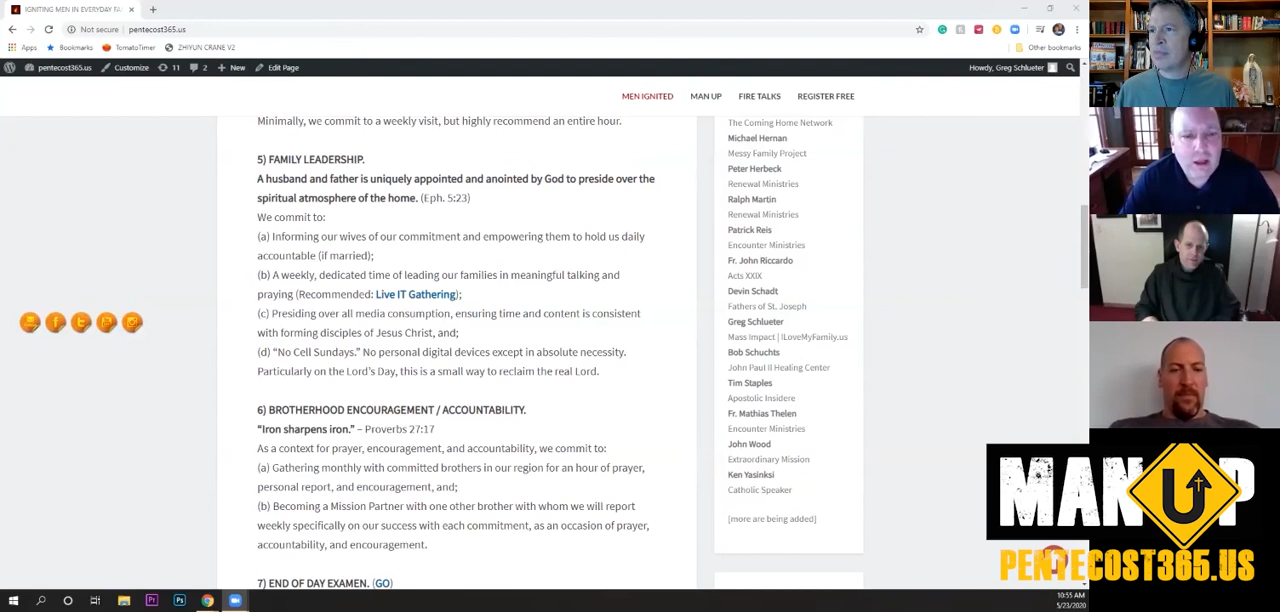 IGNITING MEN IN EVERYDAY FA
Not secure | pentecost365.us
Apps
Bookmarks
TomatoTimer
ZHIYUN CRANE V2
Other bookmarks
pentecost365.us
Customize
11
2
New
Edit Page
Howdy, Greg Schlueter
MEN IGNITED
MAN UP
FIRE TALKS
REGISTER FREE
Minimally, we commit to a weekly visit, but highly recommend an entire hour.
5) FAMILY LEADERSHIP.
A husband and father is uniquely appointed and anointed by God to preside over the
spiritual atmosphere of the home. (Eph. 5:23)
We commit to:
(a) Informing our wives of our commitment and empowering them to hold us daily
accountable (if married);
(b) A weekly, dedicated time of leading our families in meaningful talking and
praying (Recommended: Live IT Gathering);
(c) Presiding over all media consumption, ensuring time and content is consistent
with forming disciples of Jesus Christ, and;
(d) “No Cell Sundays.” No personal digital devices except in absolute necessity.
Particularly on the Lord’s Day, this is a small way to reclaim the real Lord.
6) BROTHERHOOD ENCOURAGEMENT / ACCOUNTABILITY.
“Iron sharpens iron.” – Proverbs 27:17
As a context for prayer, encouragement, and accountability, we commit to:
(a) Gathering monthly with committed brothers in our region for an hour of prayer,
personal report, and encouragement, and;
(b) Becoming a Mission Partner with one other brother with whom we will report
weekly specifically on our success with each commitment, as an occasion of prayer,
accountability, and encouragement.
7) END OF DAY EXAMEN. (GO)
The Coming Home Network
Michael Hernan
Messy Family Project
Peter Herbeck
Renewal Ministries
Ralph Martin
Renewal Ministries
Patrick Reis
Encounter Ministries
Fr. John Riccardo
Acts XXIX
Devin Schadt
Fathers of St. Joseph
Greg Schlueter
Mass Impact | ILoveMyFamily.us
Bob Schuchts
John Paul II Healing Center
Tim Staples
Apostolic Insidere
Fr. Mathias Thelen
Encounter Ministries
John Wood
Extraordinary Mission
Ken Yasinksi
Catholic Speaker
[more are being added]
MAN UP
PENTECOST365.US
10:55 AM
5/23/2020